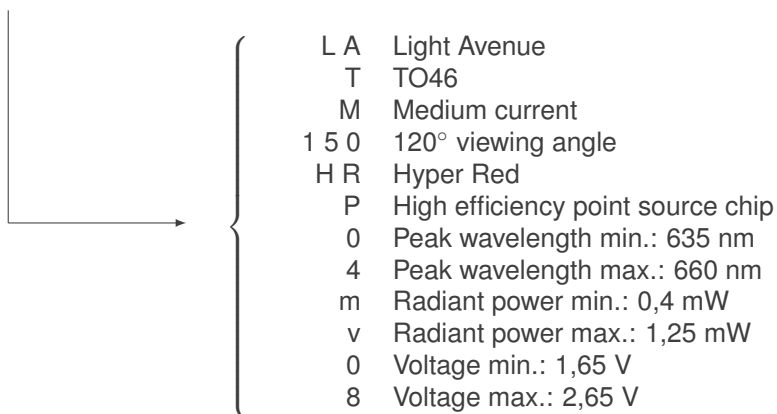 L A Light Avenue
T TO46
M Medium current
1 5 0 120° viewing angle
H R Hyper Red
P High efficiency point source chip
0 Peak wavelength min.: 635 nm
4 Peak wavelength max.: 660 nm
m Radiant power min.: 0,4 mW
v Radiant power max.: 1,25 mW
0 Voltage min.: 1,65 V
8 Voltage max.: 2,65 V